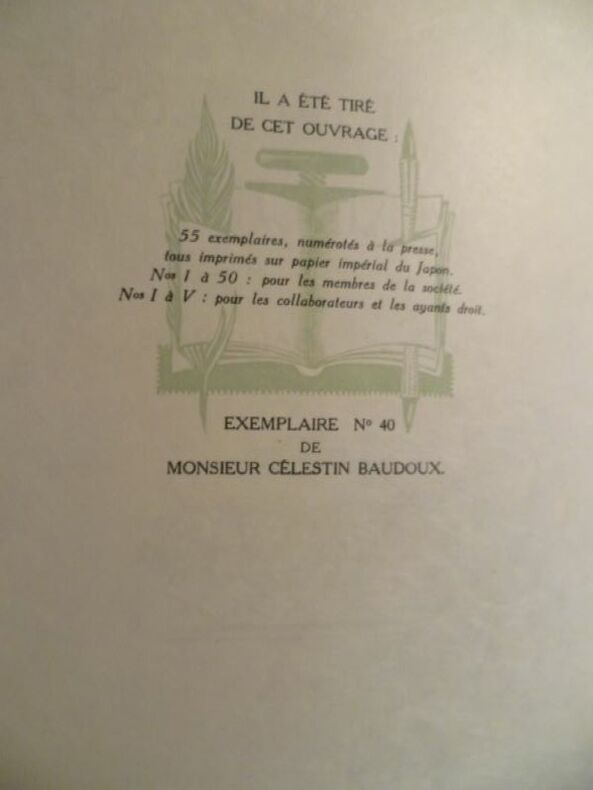 IL A ÉTÉ TIRÉ
DE CET OUVRAGE :
55 exemplaires, numérotés à la presse,
tous imprimés sur papier impérial du Japon.
Nos 1 à 50 : pour les membres de la société.
Nos I à V : pour les collaborateurs et les ayants droit.
EXEMPLAIRE Nº 40
DE
MONSIEUR CÉLESTIN BAUDOUX.